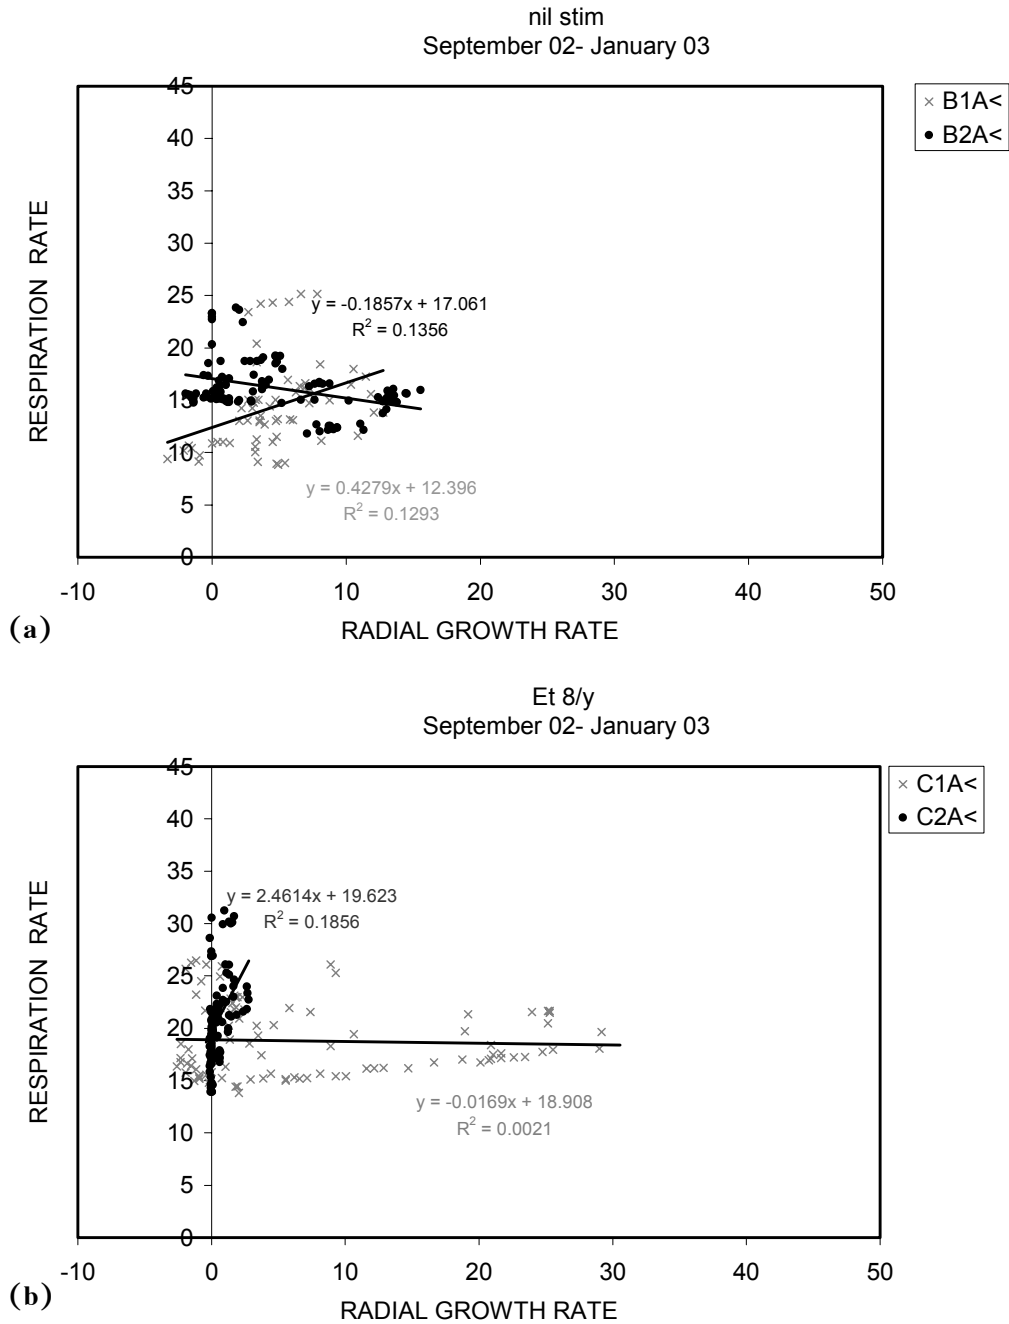 nil stim
September 02- January 03
45
40
35
30
25
20
15
10
5
0
-10 0 10 20 30 40 50
RESPIRATION RATE
RADIAL GROWTH RATE
B1A<
B2A<
y = -0.1857x + 17.061
R² = 0.1356
y = 0.4279x + 12.396
R² = 0.1293
(a)
Et 8/y
September 02- January 03
45
40
35
30
25
20
15
10
5
0
-10 0 10 20 30 40 50
RESPIRATION RATE
RADIAL GROWTH RATE
C1A<
C2A<
y = 2.4614x + 19.623
R² = 0.1856
y = -0.0169x + 18.908
R² = 0.0021
(b)